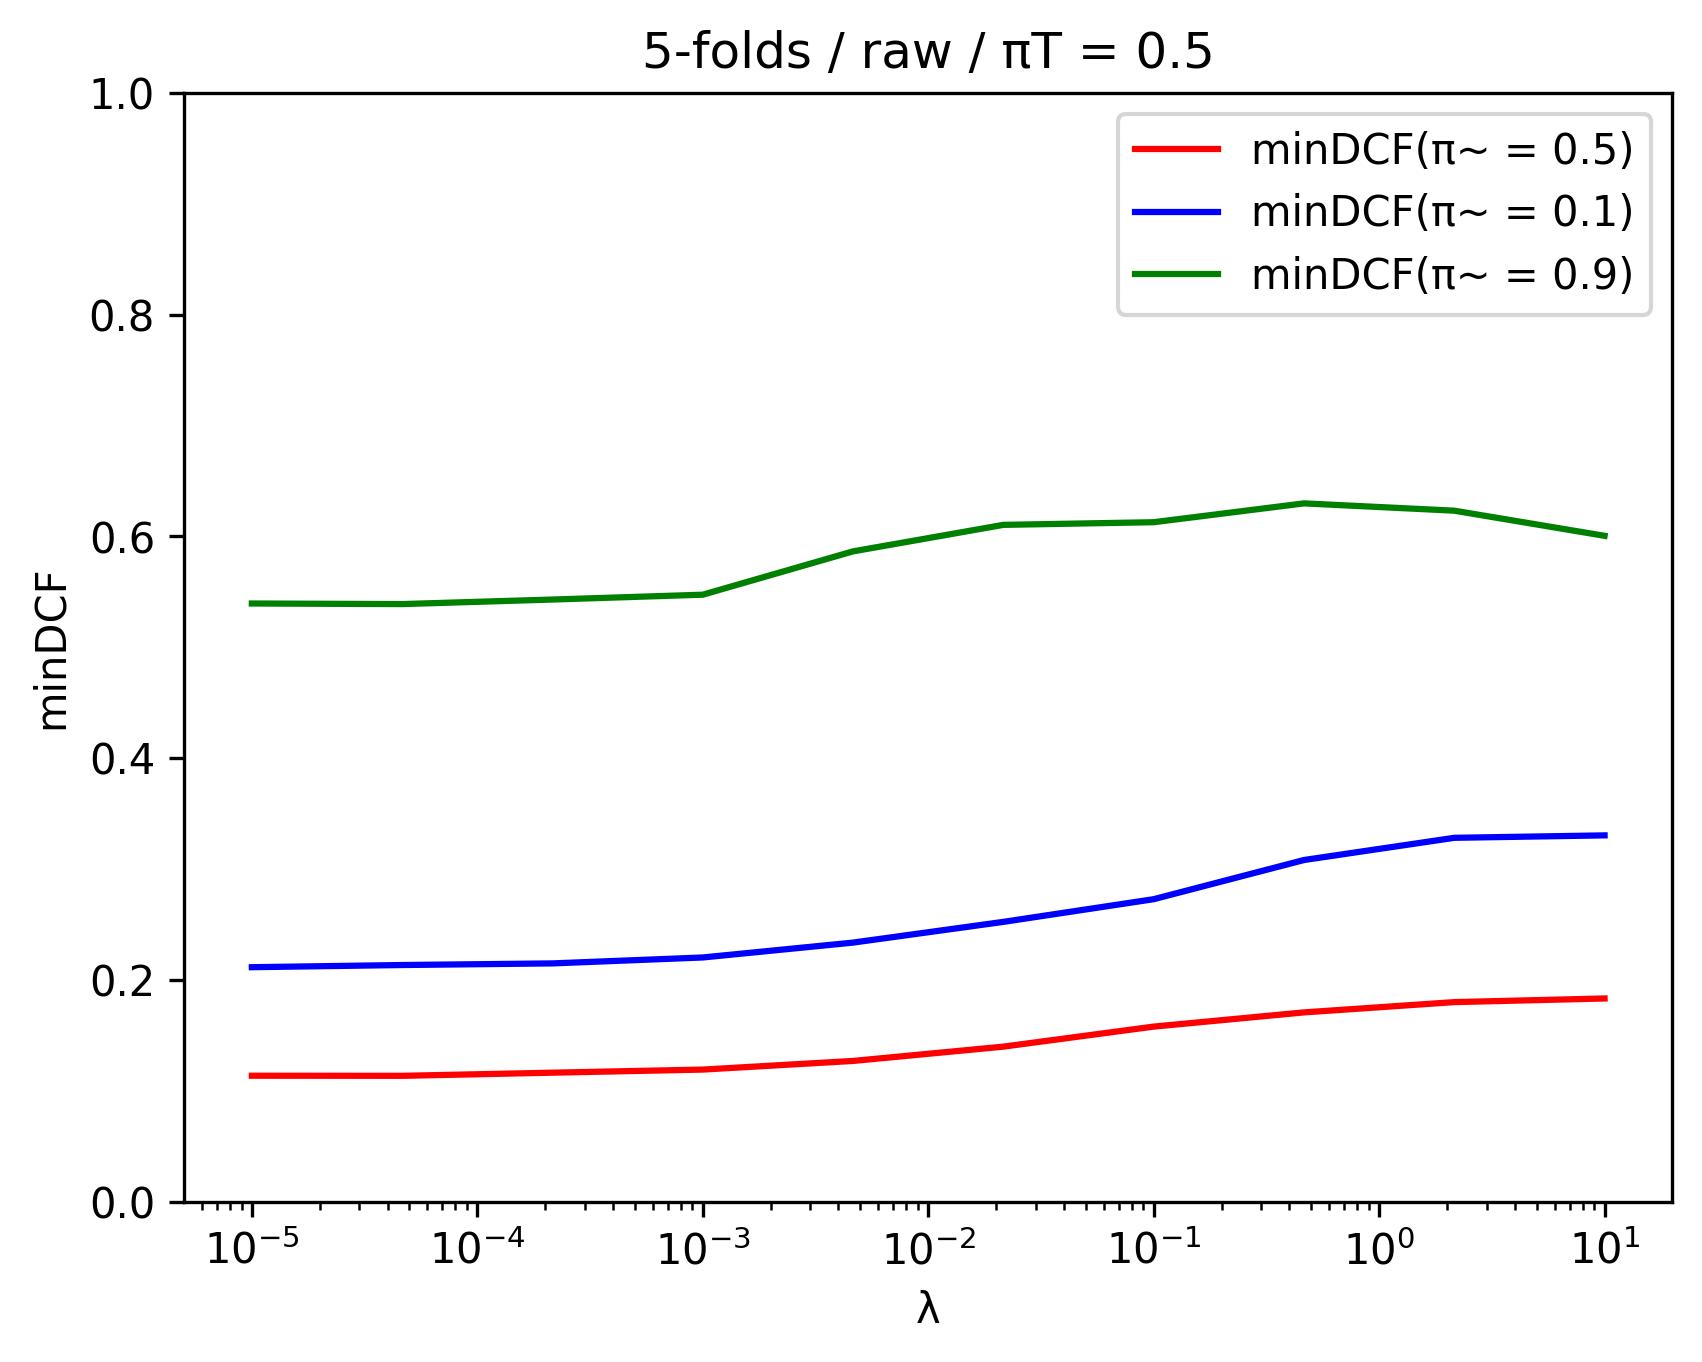 5-folds / raw / πT = 0.5
1.0
0.8
0.6
0.4
0.2
0.0
minDCF
minDCF(π~ = 0.5)
minDCF(π~ = 0.1)
minDCF(π~ = 0.9)
10⁻⁵ 10⁻⁴ 10⁻³ 10⁻² 10⁻¹ 10⁰ 10¹
λ